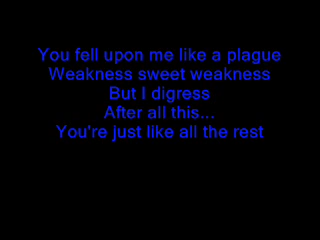 You fell upon me like a plague
Weakness sweet weakness
But I digress
After all this...
You're just like all the rest